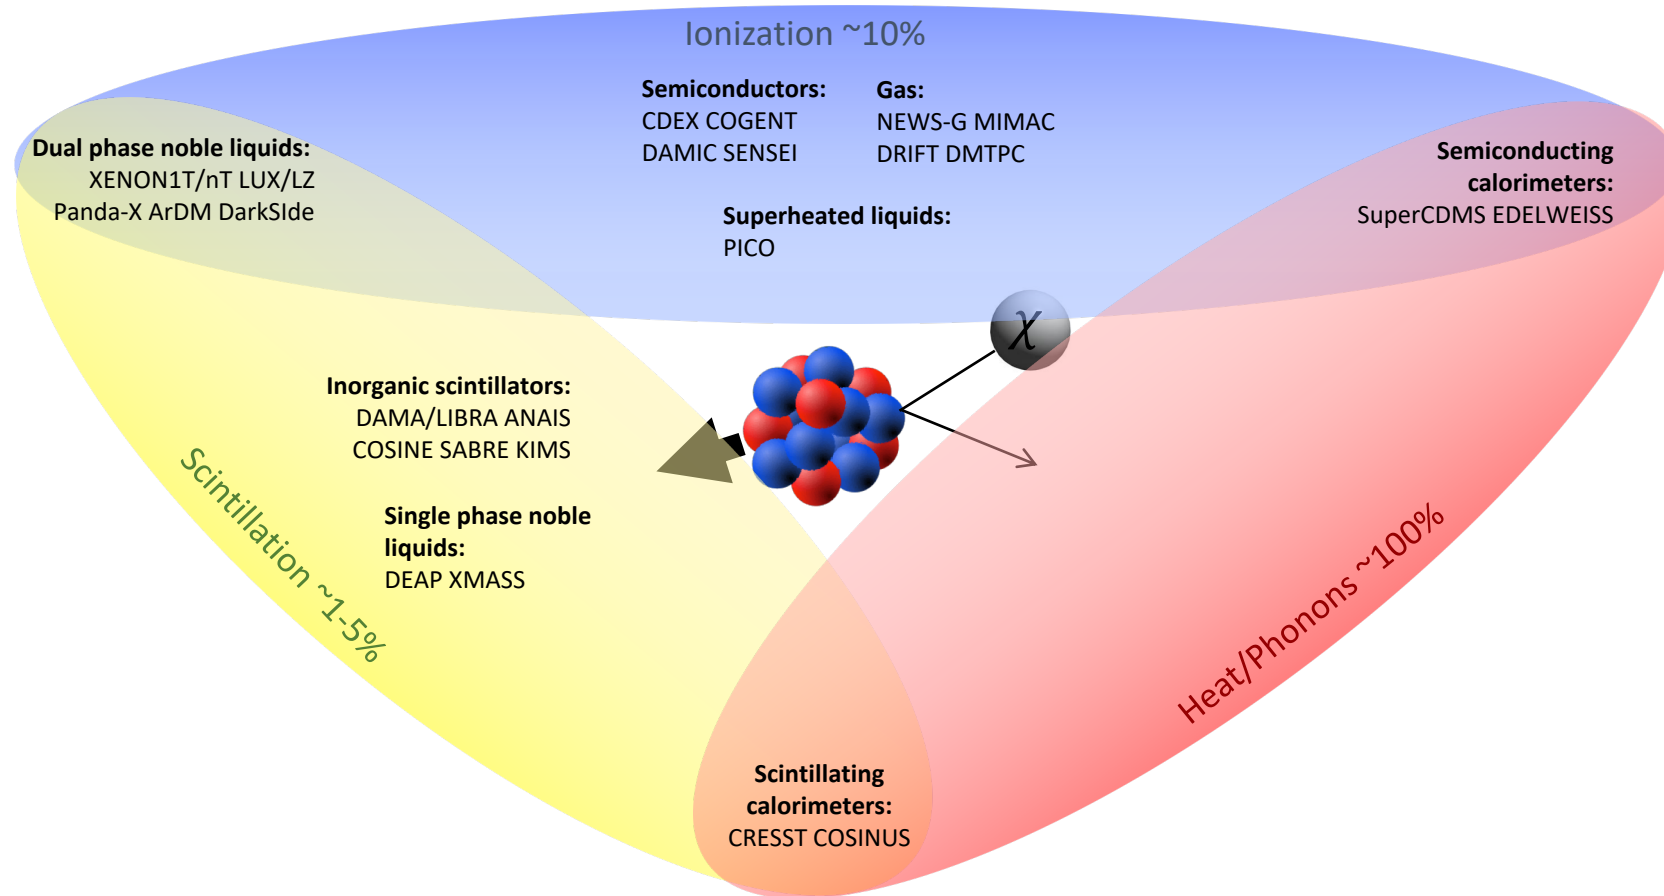 Ionization ~10%
Semiconductors:
CDEX COGENT
DAMIC SENSEI
Gas:
NEWS-G MIMAC
DRIFT DMTPC
Superheated liquids:
PICO
Dual phase noble liquids:
XENON1T/nT LUX/LZ
Panda-X ArDM DarkSIde
Semiconducting
calorimeters:
SuperCDMS EDELWEISS
χ
Inorganic scintillators:
DAMA/LIBRA ANAIS
COSINE SABRE KIMS
Single phase noble
liquids:
DEAP XMASS
Scintillation ~1-5%
Heat/Phonons ~100%
Scintillating
calorimeters:
CRESST COSINUS